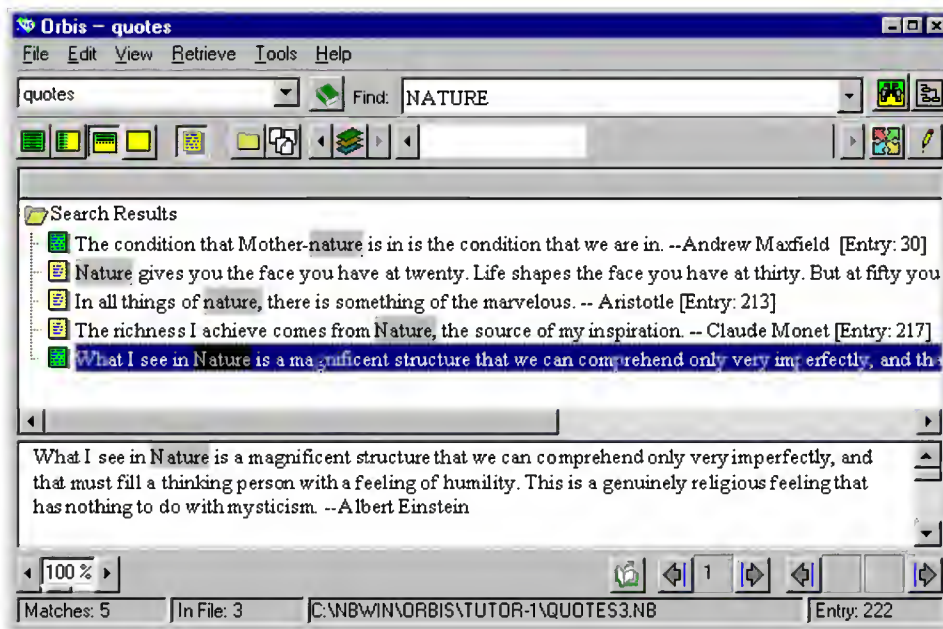 Orbis – quotes
File Edit View Retrieve Tools Help
quotes Find: NATURE
Search Results
The condition that Mother-nature is in is the condition that we are in. --Andrew Maxfield [Entry: 30]
Nature gives you the face you have at twenty. Life shapes the face you have at thirty. But at fifty you
In all things of nature, there is something of the marvelous. -- Aristotle [Entry: 213]
The richness I achieve comes from Nature, the source of my inspiration. -- Claude Monet [Entry: 217]
What I see in Nature is a magnificent structure that we can comprehend only very imperfectly, and th
What I see in Nature is a magnificent structure that we can comprehend only very imperfectly, and
that must fill a thinking person with a feeling of humility. This is a genuinely religious feeling that
has nothing to do with mysticism. --Albert Einstein
100 % 1
Matches: 5 In File: 3 C:\NBWIN\ORBIS\TUTOR-1\QUOTES3.NB Entry: 222